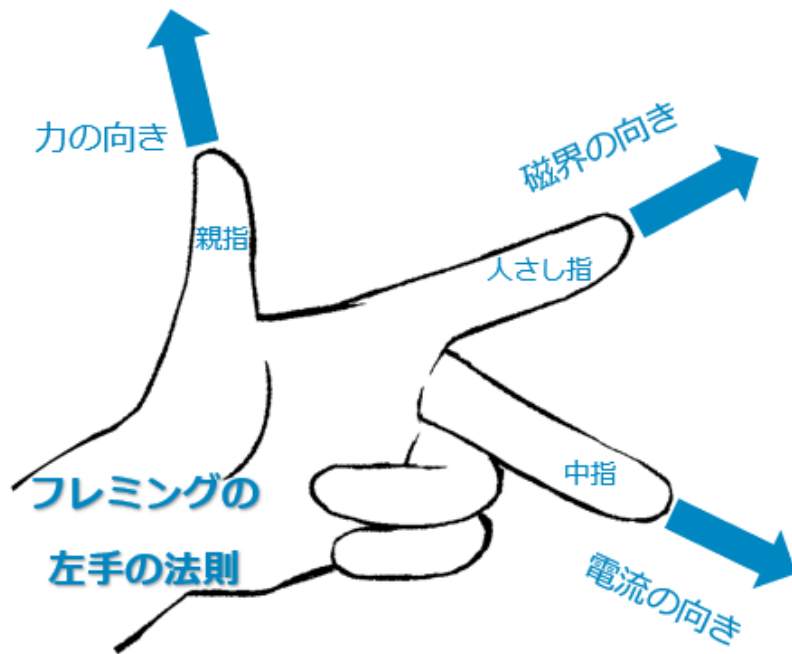 力の向き
磁界の向き
親指
人さし指
中指
フレミングの
左手の法則
電流の向き